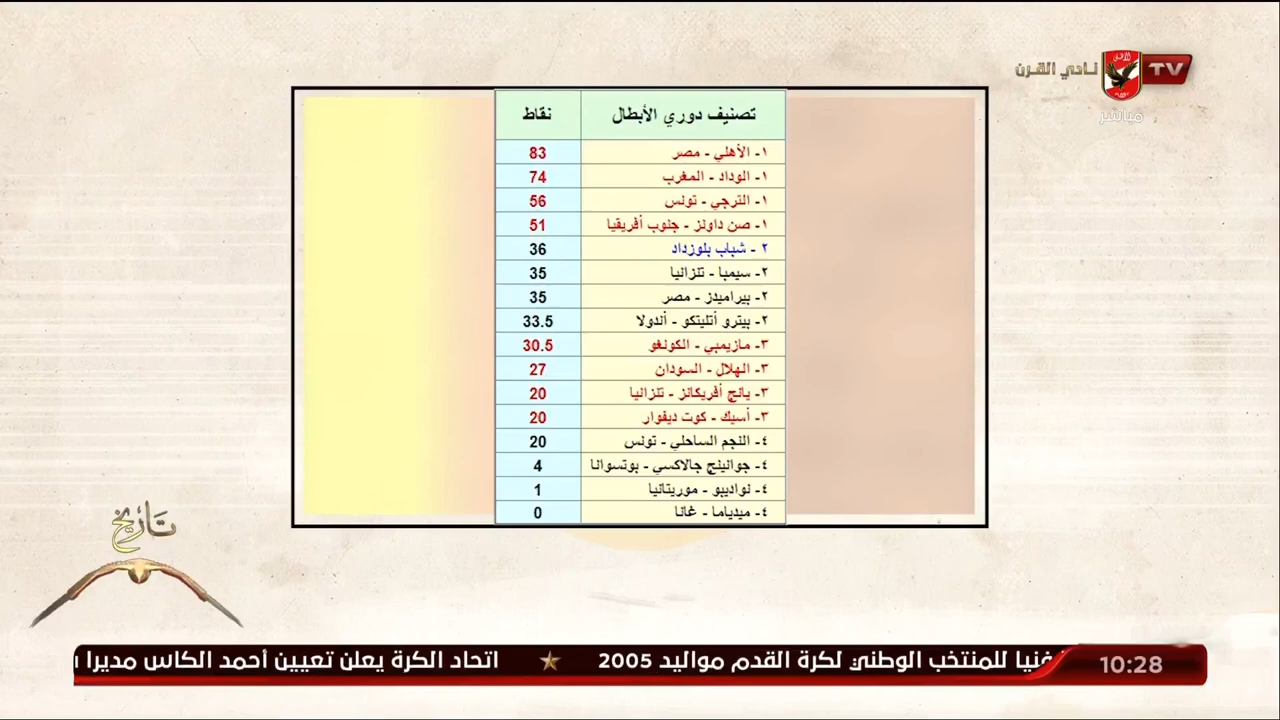 نادي القرن
TV
مباشر
تصنيف دوري الأبطال نقاط
١- الأهلي - مصر 83
١- الوداد - المغرب 74
١- الترجي - تونس 56
١- صن داونز - جنوب أفريقيا 51
٢ - شباب بلوزداد 36
٢- سيمبا - تنزانيا 35
٢- بيراميدز - مصر 35
٢- بيترو أتليتكو - أندولا 33.5
٣- مازيمبي - الكونغو 30.5
٣- الهلال - السودان 27
٣- يانج أفريكانز - تنزانيا 20
٣- أسيك - كوت ديفوار 20
٤- النجم الساحلي - تونس 20
٤- جوانينج جالاكسي - بوتسوانا 4
٤- نواديبو - موريتانيا 1
٤- ميدياما - غانا 0
تاريخ
10:28
فنيا للمنتخب الوطني لكرة القدم مواليد 2005 ★ اتحاد الكرة يعلن تعيين أحمد الكاس مديرا